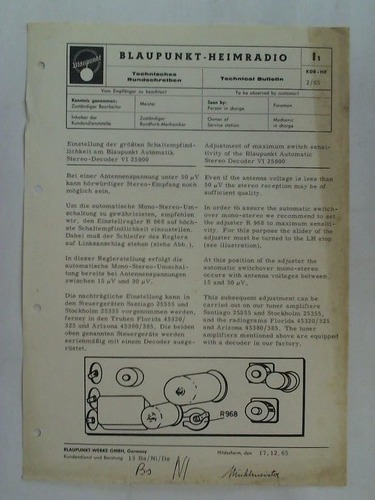 Blaupunkt
BLAUPUNKT-HEIMRADIO
I 1
Technisches
Rundschreiben
Technical Bulletin
KDB-HR
2/65
Vom Empfänger zu beachten!
To be observed by customer!
Kenntnis genommen:
Zuständiger Bearbeiter
Meister
Seen by:
Person in charge
Foreman
Inhaber der
Kundendienststelle
Zuständiger
Rundfunk-Mechaniker
Owner of
Service station
Mechanic
in charge
Einstellung der größten Schaltempfind-
lichkeit am Blaupunkt Automatik
Stereo-Decoder VI 25800
Adjustment of maximum switch sensi-
tivity of the Blaupunkt Automatic
Stereo Decoder VI 25800
Bei einer Antennenspannung unter 50 µV
kann hörwürdiger Stereo-Empfang noch
möglich sein.
Even if the antenna voltage is less than
50 µV the stereo reception may be of
sufficient quality.
Um die automatische Mono-Stereo-Um-
schaltung zu gewährleisten, empfehlen
wir, den Einstellregler R 968 auf höch-
ste Schaltempfindlichkeit einzustellen.
Dabei muß der Schleifer des Reglers
auf Linksanschlag stehen (siehe Abb.).
In order to assure the automatic switch-
over mono-stereo we recommend to set
the adjuster R 968 to maximum sensiti-
vity. For this purpose the slider of the
adjuster must be turned to the LH stop
(see illustration).
In dieser Reglerstellung erfolgt die
automatische Mono-Stereo-Umschal-
tung bereits bei Antennenspannungen
zwischen 15 µV und 30 µV.
At this position of the adjuster the
automatic switchover mono-stereo
occurs with antenna voltages between
15 and 30 µV.
Die nachträgliche Einstellung kann in
den Steuergeräten Santiago 25255 und
Stockholm 25355 vorgenommen werden,
ferner in den Truhen Florida 45320/
325 und Arizona 45380/385. Die beiden
oben genannten Steuergeräte werden
serienmäßig mit einem Decoder ausge-
rüstet.
This subsequent adjustment can be
carried out on our tuner amplifiers
Santiago 25255 and Stockholm 25355,
and the radiograms Florida 45320/325
and Arizona 45380/385. The tuner
amplifiers mentioned above are equipped
with a decoder in our factory.
R968
BLAUPUNKT WERKE GMBH, Germany
Kundendienst und Beratung
Hildesheim, den 17.12.65